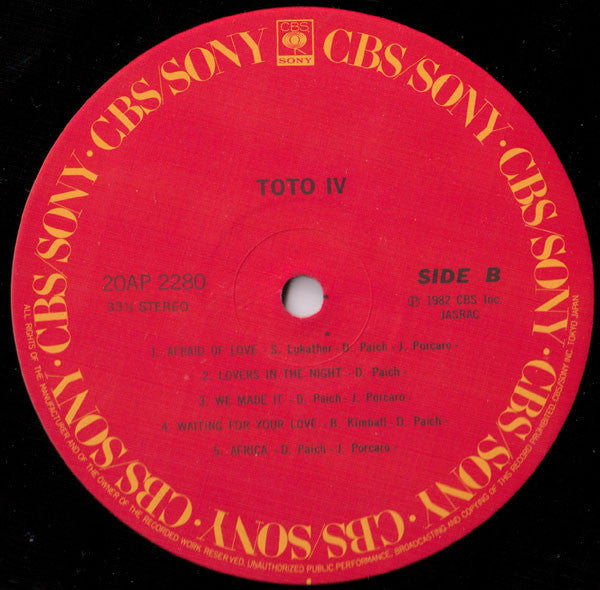 CBS
SONY
CBS/SONY · CBS/SONY · CBS/SONY · CBS/SONY · CBS/SONY · CBS/SONY · CBS/SONY · CBS/SONY
TOTO IV
20AP 2280
33⅓ STEREO
SIDE B
Ⓟ 1982 CBS Inc.
JASRAC
1. AFRAID OF LOVE - S. Lukather - D. Paich - J. Porcaro -
2. LOVERS IN THE NIGHT - D. Paich -
3. WE MADE IT - D. Paich - J. Porcaro -
4. WAITING FOR YOUR LOVE - B. Kimball - D. Paich -
5. AFRICA - D. Paich - J. Porcaro -
ALL RIGHTS OF THE MANUFACTURER AND OF THE OWNER OF THE RECORDED WORK RESERVED. UNAUTHORIZED PUBLIC PERFORMANCE, BROADCASTING AND COPYING OF THIS RECORD PROHIBITED. CBS/SONY INC. TOKYO JAPAN